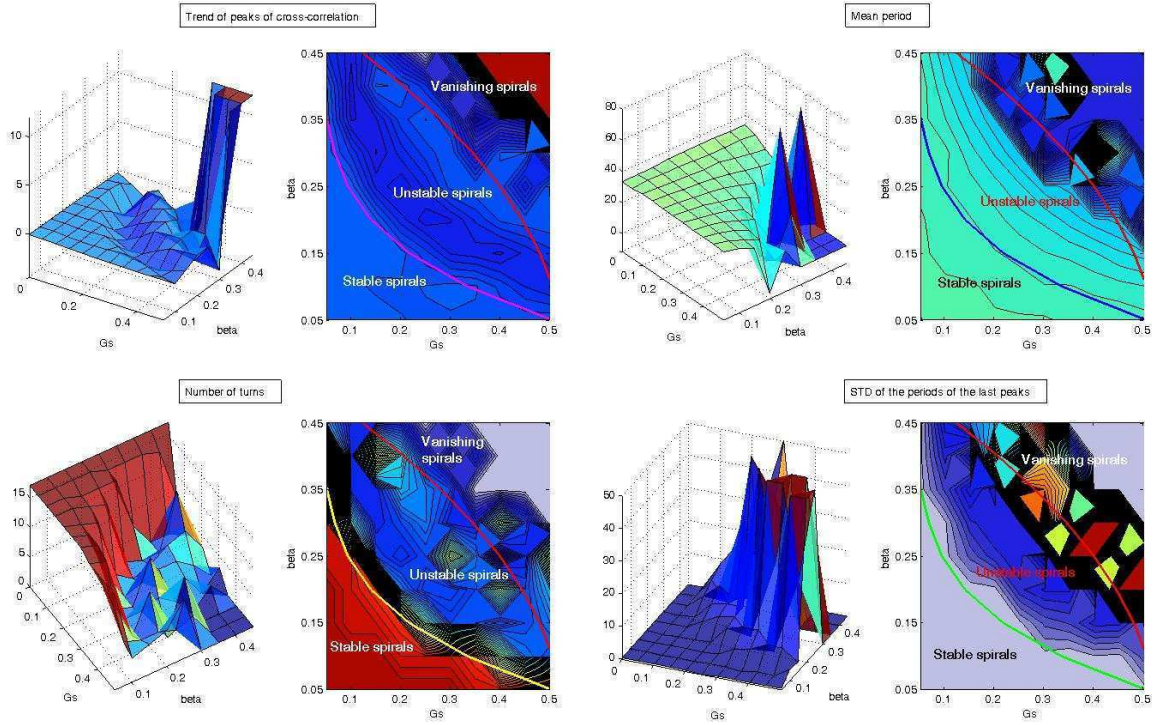 Trend of peaks of cross-correlation
10
5
0
0
0.2
0.4
Gs
0.1
0.2
0.3
0.4
beta
0.45
0.35
0.25
0.15
0.05
beta
Vanishing spirals
Unstable spirals
Stable spirals
0.1 0.2 0.3 0.4 0.5
Gs
Mean period
80
60
40
20
0
0.1
0.2
0.3
0.4
0.5
Gs
0.1
0.2
0.3
0.4
beta
0.45
0.35
0.25
0.15
0.05
beta
Vanishing spirals
Unstable spirals
Stable spirals
0.1 0.2 0.3 0.4 0.5
Gs
Number of turns
15
10
5
0
0
0.1
0.2
0.3
0.4
Gs
0.1
0.2
0.3
0.4
beta
0.45
0.35
0.25
0.15
0.05
beta
Vanishing
spirals
Unstable spirals
Stable spirals
0.1 0.2 0.3 0.4 0.5
Gs
STD of the periods of the last peaks
50
40
30
20
10
0
0
0.1
0.2
0.3
0.4
Gs
0.1
0.2
0.3
0.4
beta
0.45
0.35
0.25
0.15
0.05
beta
Vanishing spirals
Unstable spirals
Stable spirals
0.1 0.2 0.3 0.4 0.5
Gs